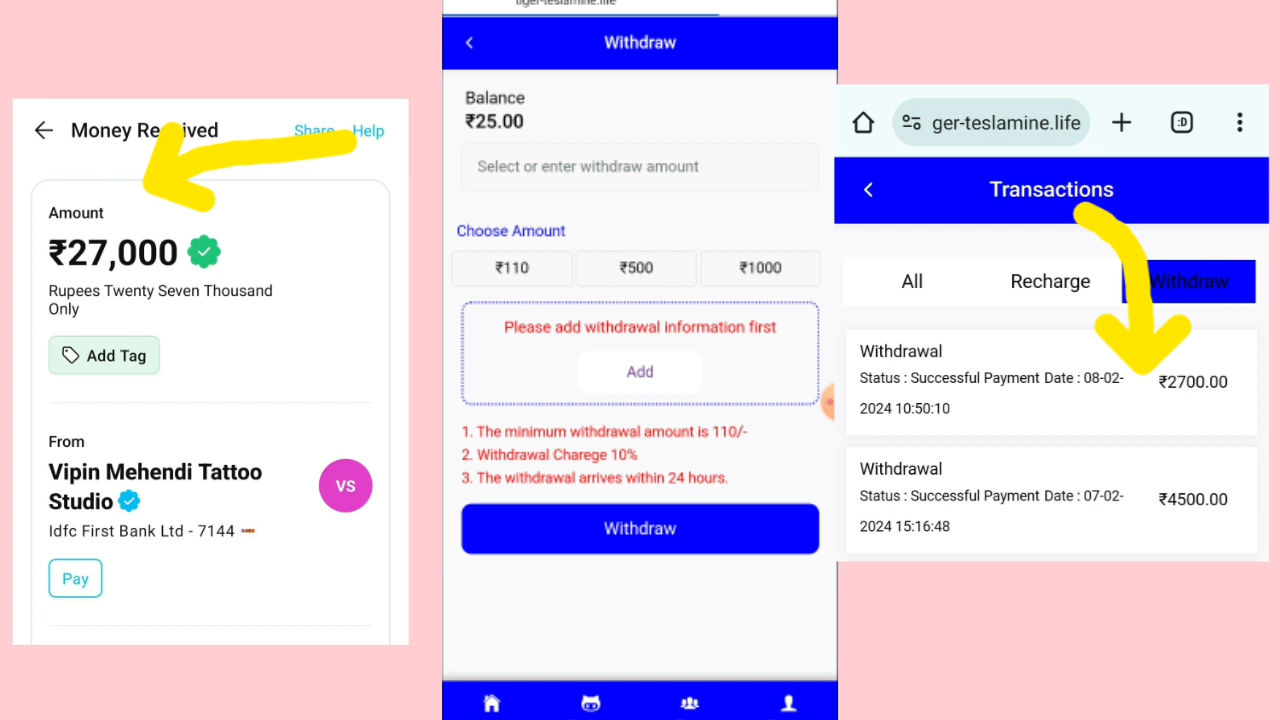 Money Received
Share
Help
Amount
₹27,000
Rupees Twenty Seven Thousand
Only
Add Tag
From
Vipin Mehendi Tattoo
Studio
VS
Idfc First Bank Ltd - 7144
Pay
tiger-teslamine.life
Withdraw
Balance
₹25.00
Select or enter withdraw amount
Choose Amount
₹110
₹500
₹1000
Please add withdrawal information first
Add
1. The minimum withdrawal amount is 110/-
2. Withdrawal Charege 10%
3. The withdrawal arrives within 24 hours.
Withdraw
ger-teslamine.life
:D
Transactions
All
Recharge
Withdraw
Withdrawal
Status : Successful Payment Date : 08-02-
2024 10:50:10
₹2700.00
Withdrawal
Status : Successful Payment Date : 07-02-
2024 15:16:48
₹4500.00